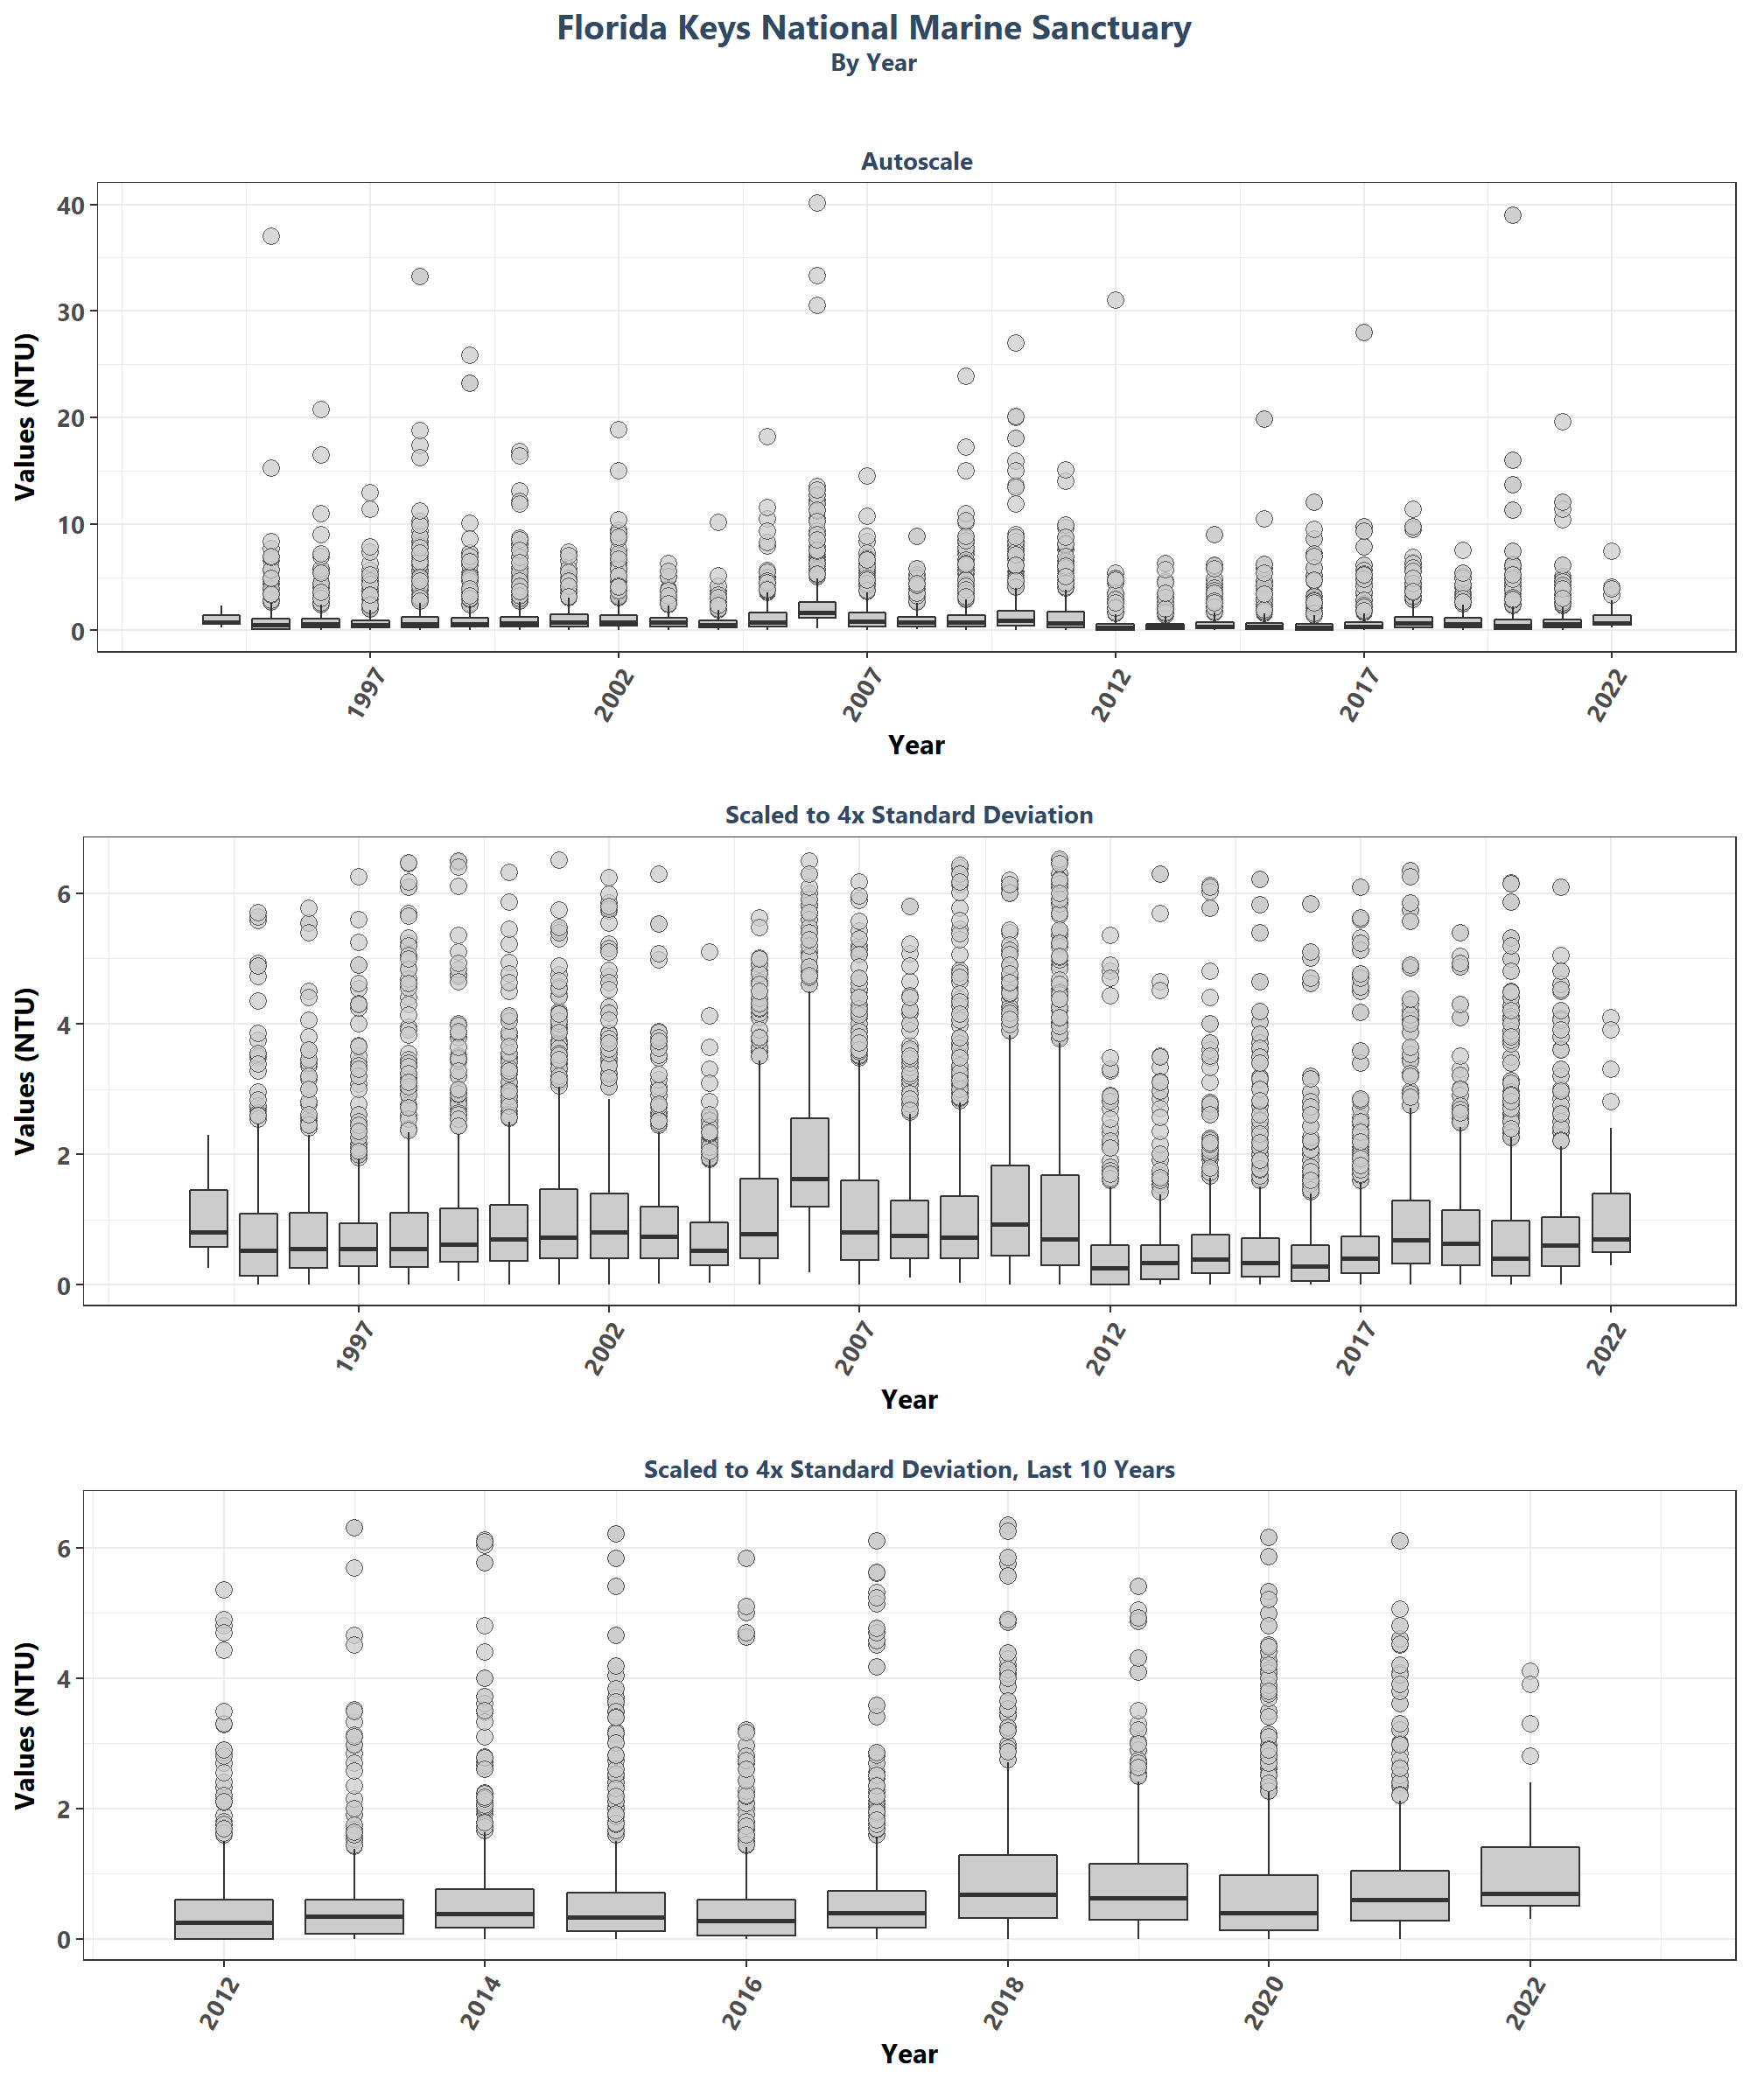 Florida Keys National Marine Sanctuary
By Year
Autoscale
Values (NTU)
40
30
20
10
0
1997
2002
2007
2012
2017
2022
Year
Scaled to 4x Standard Deviation
Values (NTU)
6
4
2
0
1997
2002
2007
2012
2017
2022
Year
Scaled to 4x Standard Deviation, Last 10 Years
Values (NTU)
6
4
2
0
2012
2014
2016
2018
2020
2022
Year